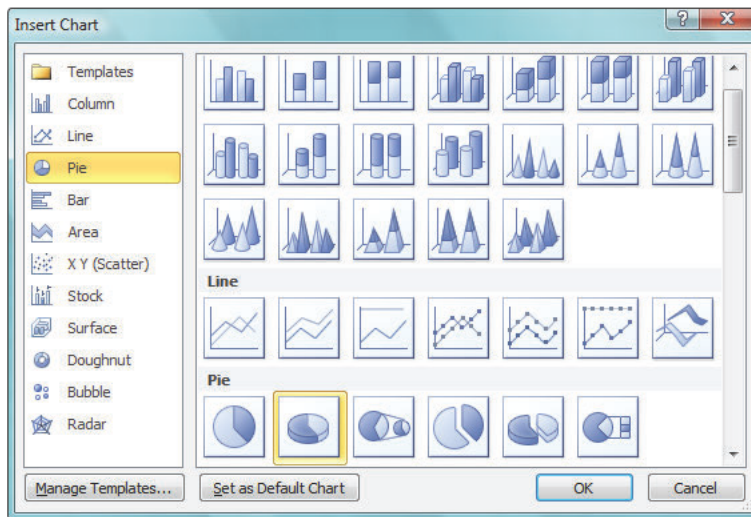 Insert Chart
Templates
Column
Line
Pie
Bar
Area
X Y (Scatter)
Stock
Surface
Doughnut
Bubble
Radar
Line
Pie
Manage Templates...
Set as Default Chart
OK
Cancel